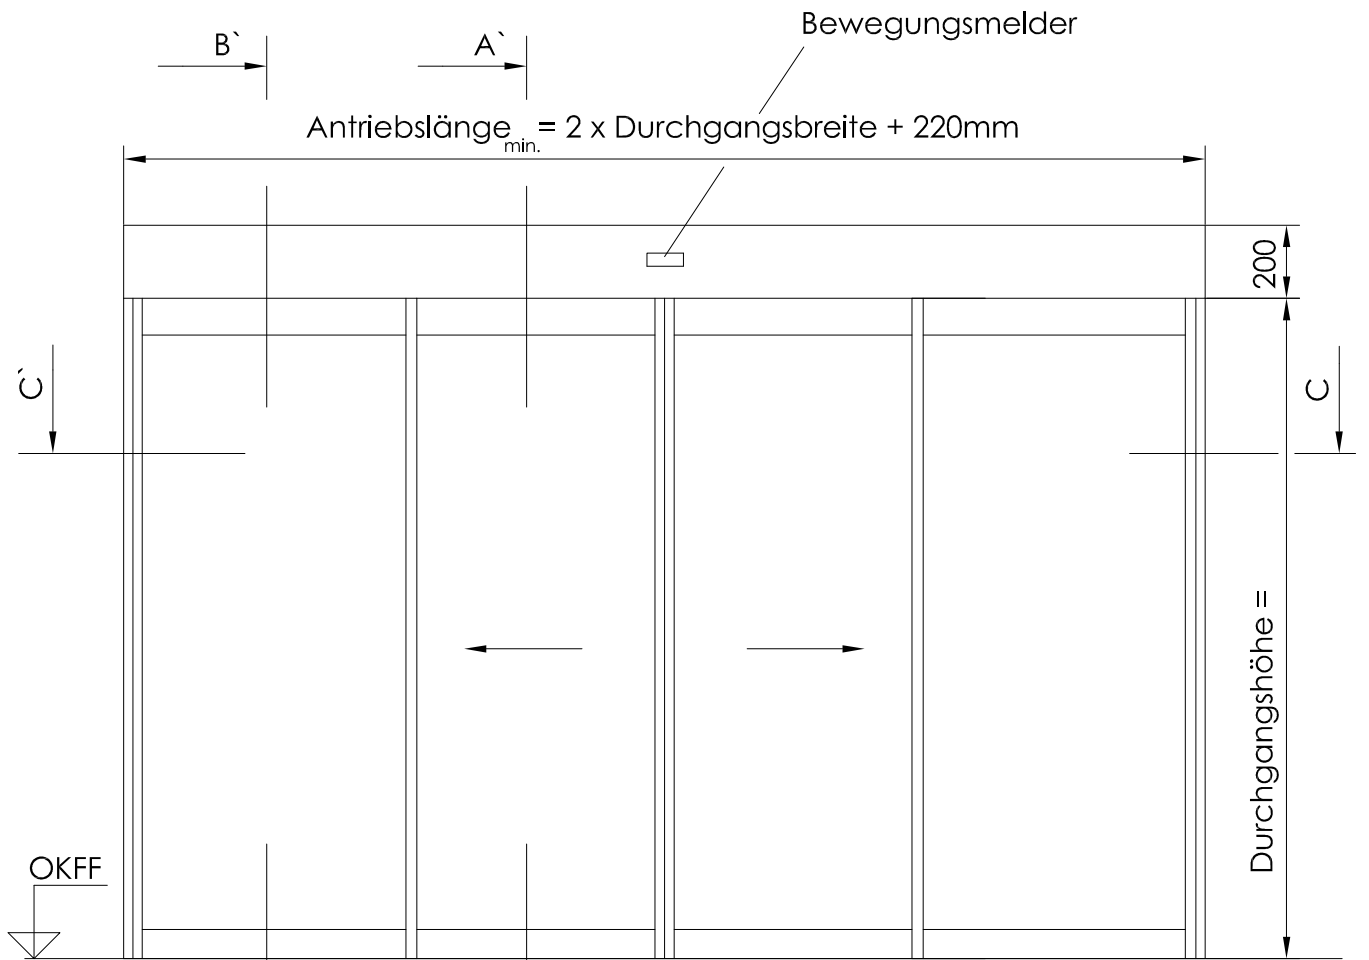 Bewegungsmelder
B`
A`
Antriebslänge min. = 2 x Durchgangsbreite + 220mm
200
C`
C
Durchgangshöhe =
OKFF